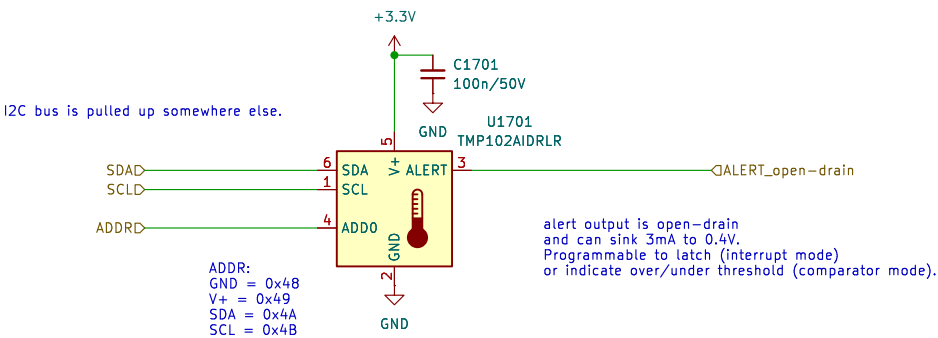 +3.3V
C1701
100n/50V
GND
I2C bus is pulled up somewhere else.
U1701
TMP102AIDRLR
5
V+
SDA
6
SDA
ALERT
3
ALERT_open-drain
SCL
1
SCL
ADDR
4
ADD0
GND
2
GND
alert output is open-drain
and can sink 3mA to 0.4V.
Programmable to latch (interrupt mode)
or indicate over/under threshold (comparator mode).
ADDR:
GND = 0x48
V+ = 0x49
SDA = 0x4A
SCL = 0x4B